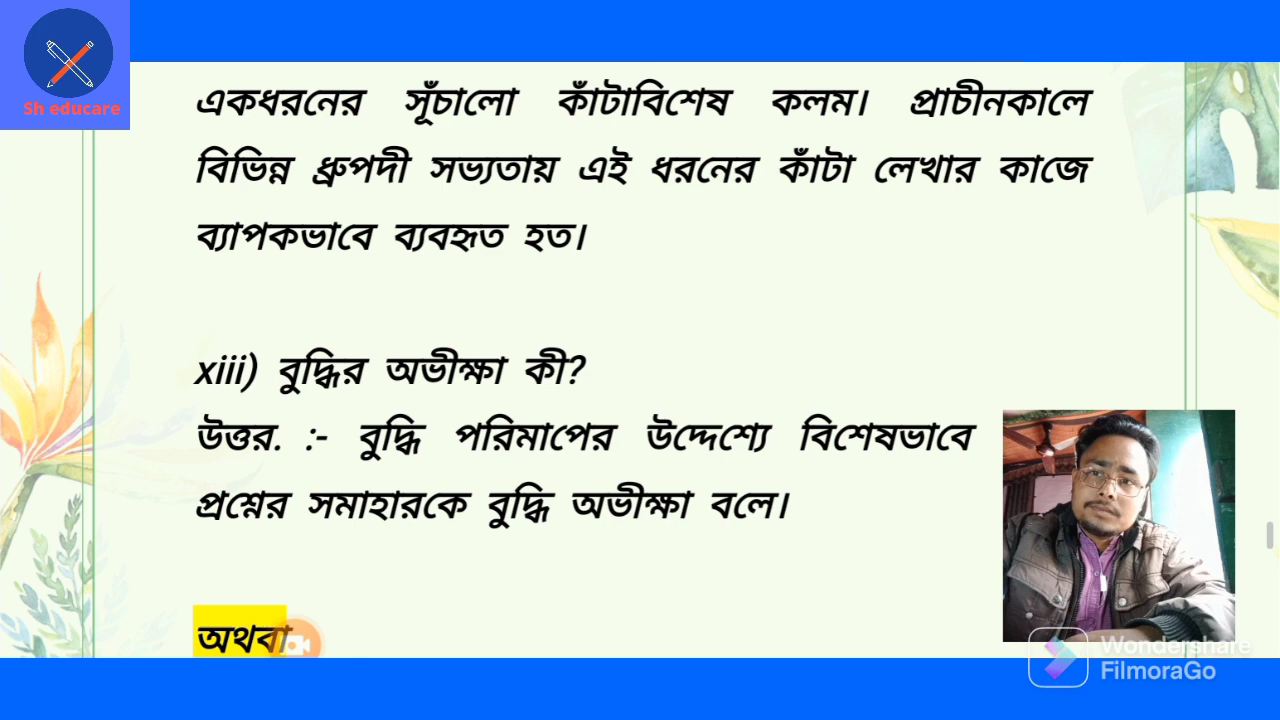 Sh educare
একধরনের সূঁচালো কাঁটাবিশেষ কলম। প্রাচীনকালে
বিভিন্ন ধ্রুপদী সভ্যতায় এই ধরনের কাঁটা লেখার কাজে
ব্যাপকভাবে ব্যবহৃত হত।
xiii) বুদ্ধির অভীক্ষা কী?
উত্তর. :- বুদ্ধি পরিমাপের উদ্দেশ্যে বিশেষভাবে
প্রশ্নের সমাহারকে বুদ্ধি অভীক্ষা বলে।
অথবা
Wondershare
FilmoraGo